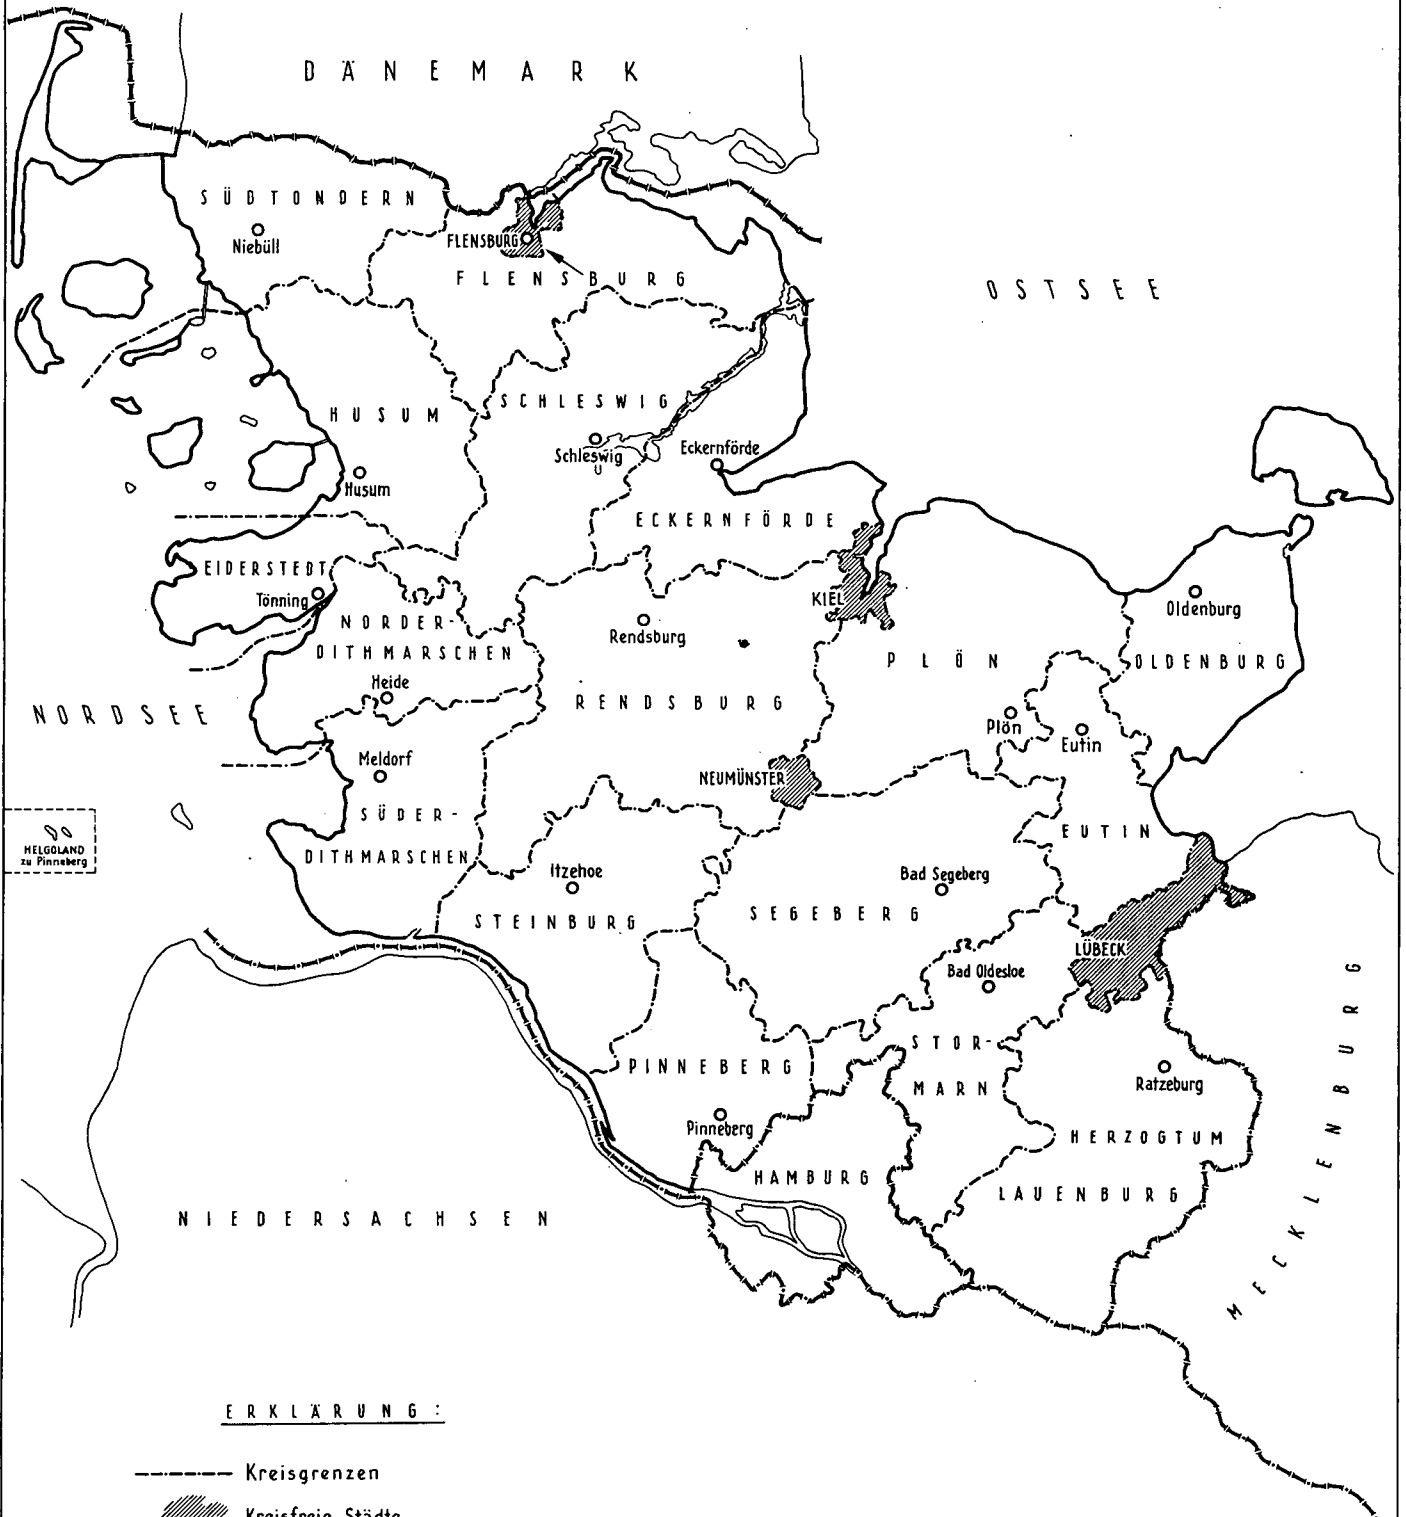 DÄNEMARK
SÜDTONDERN
Niebüll
FLENSBURG
FLENSBURG
OSTSEE
HUSUM
SCHLESWIG
Husum
Schleswig
Eckernförde
ECKERNFÖRDE
EIDERSTEDT
Tönning
KIEL
Oldenburg
NORDER-
DITHMARSCHEN
Rendsburg
PLÖN
OLDENBURG
Heide
RENDSBURG
NORDSEE
Plön
Eutin
Meldorf
NEUMÜNSTER
SÜDER-
DITHMARSCHEN
EUTIN
HELGOLAND
zu Pinneberg
Itzehoe
Bad Segeberg
STEINBURG
SEGEBERG
LÜBECK
Bad Oldesloe
STOR-
MARN
PINNEBERG
Ratzeburg
Pinneberg
HERZOGTUM
LAUENBURG
HAMBURG
NIEDERSACHSEN
MECKLENBURG
ERKLÄRUNG:
Kreisgrenzen
Kreisfreie Städte